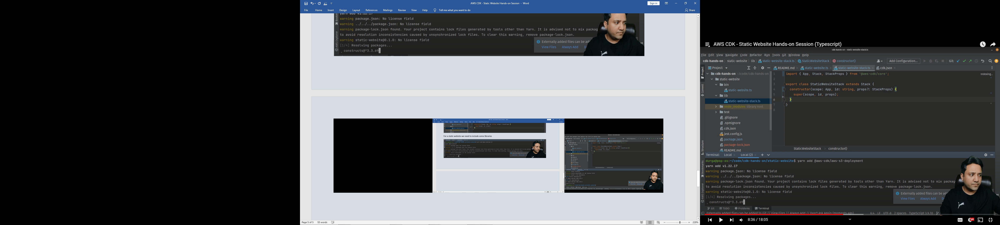 AWS CDK - Static Website Hands-on Session - Word
Sign in
File Home Insert Design Layout References Mailings Review View Help Tell me what you want to do
Share
yarn add v1.22.17
warning package.json: No license field
warning ../../../package.json: No license field
warning package-lock.json found. Your project contains lock files generated by tools other than Yarn. It is advised not to mix packag
to avoid resolution inconsistencies caused by unsynchronized lock files. To clear this warning, remove package-lock.json.
warning static-website@0.1.0: No license field
[1/4] Resolving packages...
constructs@^3.3.69
Externally added files can be ad
View Files Always Add D
AWS Explorer
For a static website we need to include some libraries
Page 5 of 5 53 words
220%
AWS CDK - Static Website Hands-on Session (Typescript)
cdk-hands-on – static-website-stack.ts
File Edit View Navigate Code Refactor Run Tools Git Window Help
cdk-hands-on static-website lib static-website-stack.ts StaticWebsiteStack constructor()
Add Configuration...
Git:
Project
README.md static-website.ts static-website-stack.ts cdk.json
Project
Commit
Structure
Bookmarks
AWS Explorer
cdk-hands-on ~/code/cdk-hands-on
static-website
bin
static-website.ts
lib
static-website-stack.ts
node_modules library root
test
.gitignore
.npmignore
cdk.json
jest.config.js
package.json
package-lock.json
README.md
Indexing...
1 import { App, Stack, StackProps } from '@aws-cdk/core';
2
3 export class StaticWebsiteStack extends Stack {
4 constructor(scope: App, id: string, props?: StackProps) {
5 super(scope, id, props);
6 }
7 }
8
StaticWebsiteStack constructor()
Terminal: Local Local (2)
durga@pop-os:~/code/cdk-hands-on/static-website$ yarn add @aws-cdk/aws-s3-deployment
yarn add v1.22.17
warning package.json: No license field
warning ../../../package.json: No license field
warning package-lock.json found. Your project contains lock files generated by tools other than Yarn. It is advised not to mix packag
to avoid resolution inconsistencies caused by unsynchronized lock files. To clear this warning, remove package-lock.json.
warning static-website@0.1.0: No license field
[1/4] Resolving packages...
constructs@^3.3.69
Externally added files can be ad
View Files Always Add D
Git TODO Problems Terminal
Externally added files can be added to Git // View Files // Always Add // Don't Ask Again (moments ago)
6:4 LF UTF-8 2 spaces TypeScript 3.9.10
8:36 / 18:05
CC
HD